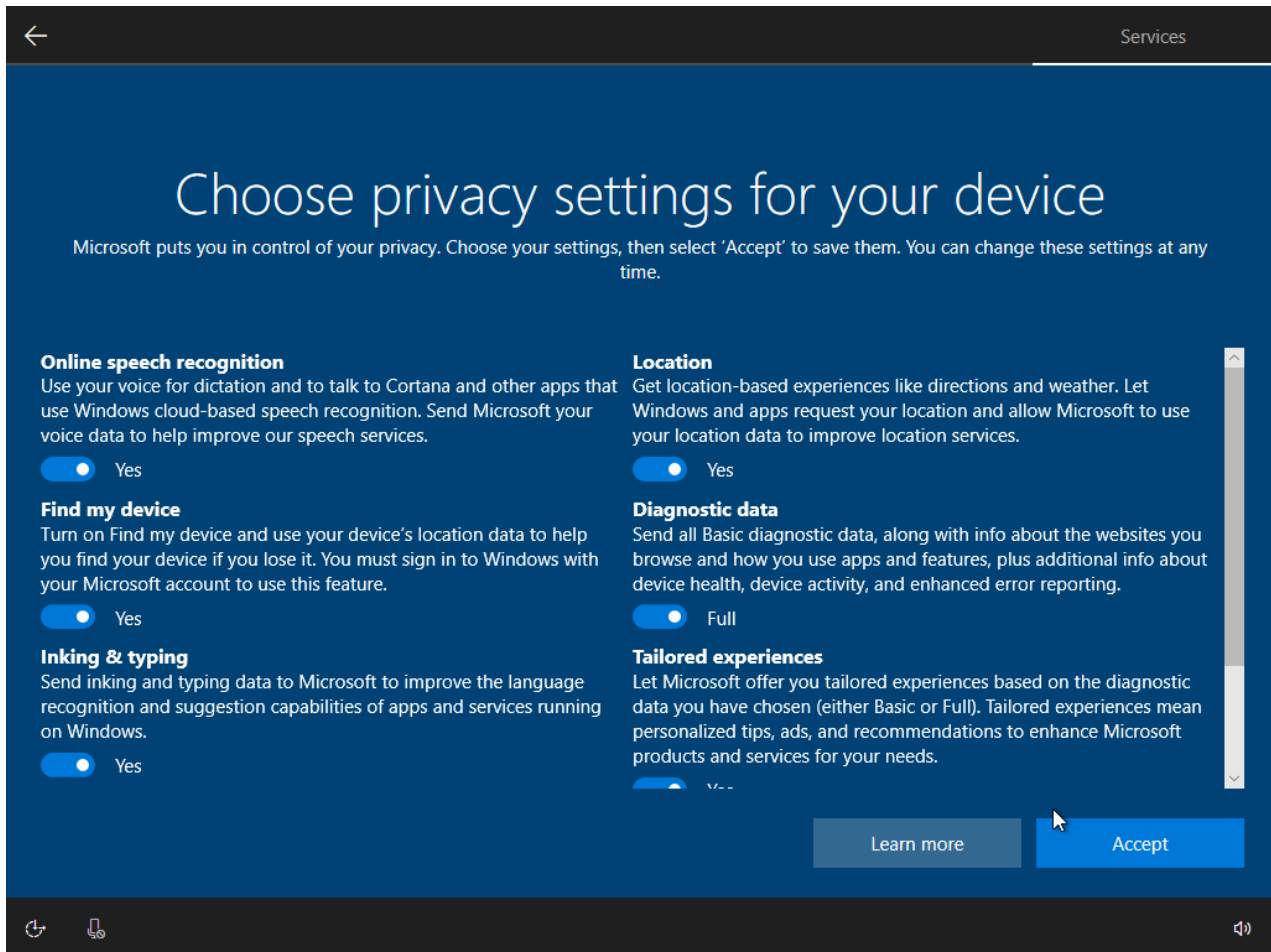 Services
Choose privacy settings for your device
Microsoft puts you in control of your privacy. Choose your settings, then select ‘Accept’ to save them. You can change these settings at any
time.
Online speech recognition
Use your voice for dictation and to talk to Cortana and other apps that
use Windows cloud-based speech recognition. Send Microsoft your
voice data to help improve our speech services.
Yes
Find my device
Turn on Find my device and use your device’s location data to help
you find your device if you lose it. You must sign in to Windows with
your Microsoft account to use this feature.
Yes
Inking & typing
Send inking and typing data to Microsoft to improve the language
recognition and suggestion capabilities of apps and services running
on Windows.
Yes
Location
Get location-based experiences like directions and weather. Let
Windows and apps request your location and allow Microsoft to use
your location data to improve location services.
Yes
Diagnostic data
Send all Basic diagnostic data, along with info about the websites you
browse and how you use apps and features, plus additional info about
device health, device activity, and enhanced error reporting.
Full
Tailored experiences
Let Microsoft offer you tailored experiences based on the diagnostic
data you have chosen (either Basic or Full). Tailored experiences mean
personalized tips, ads, and recommendations to enhance Microsoft
products and services for your needs.
Learn more
Accept